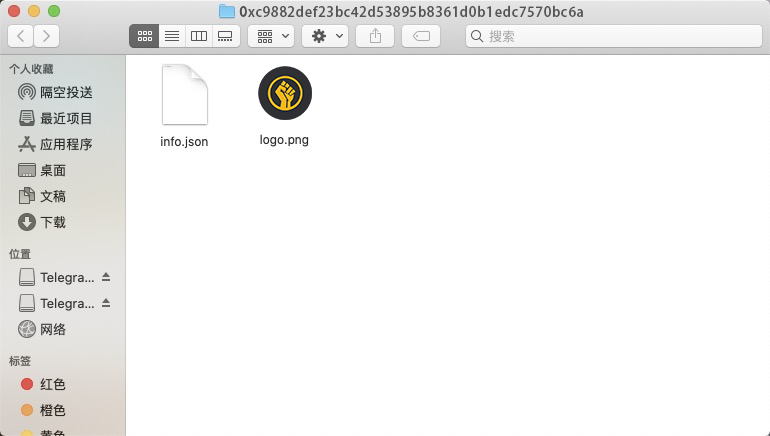 0xc9882def23bc42d53895b8361d0b1edc7570bc6a
搜索
个人收藏
隔空投送
最近项目
应用程序
桌面
文稿
下载
位置
Telegra...
Telegra...
网络
标签
红色
橙色
黄色
info.json
logo.png